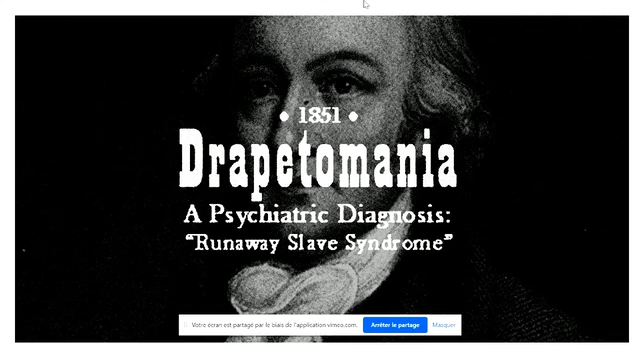 • 1851 •
Drapetomania
A Psychiatric Diagnosis:
“Runaway Slave Syndrome”
Votre écran est partagé par le biais de l'application vimeo.com. Arrêter le partage Masquer